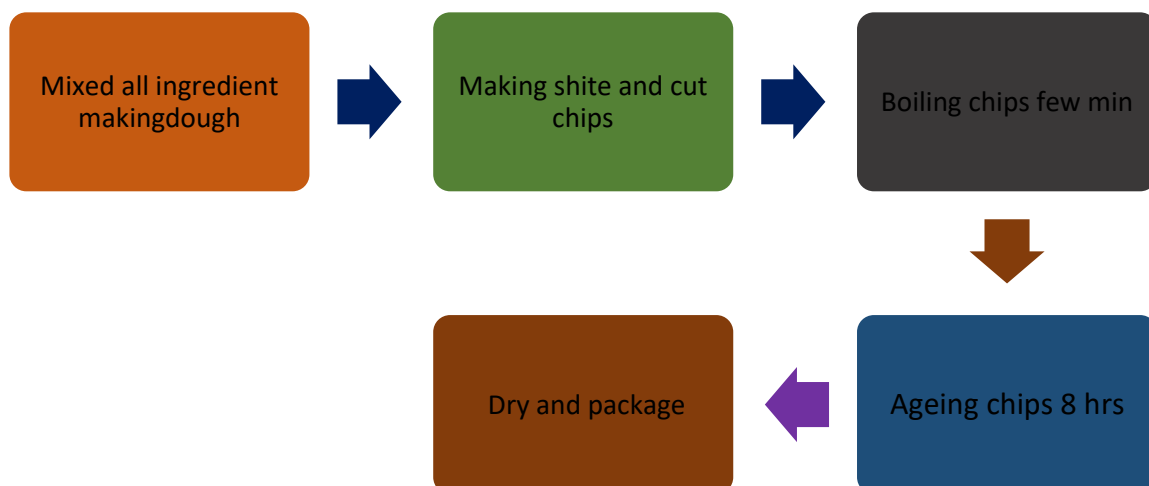 Mixed all ingredient
makingdough
Making shite and cut
chips
Boiling chips few min
Ageing chips 8 hrs
Dry and package